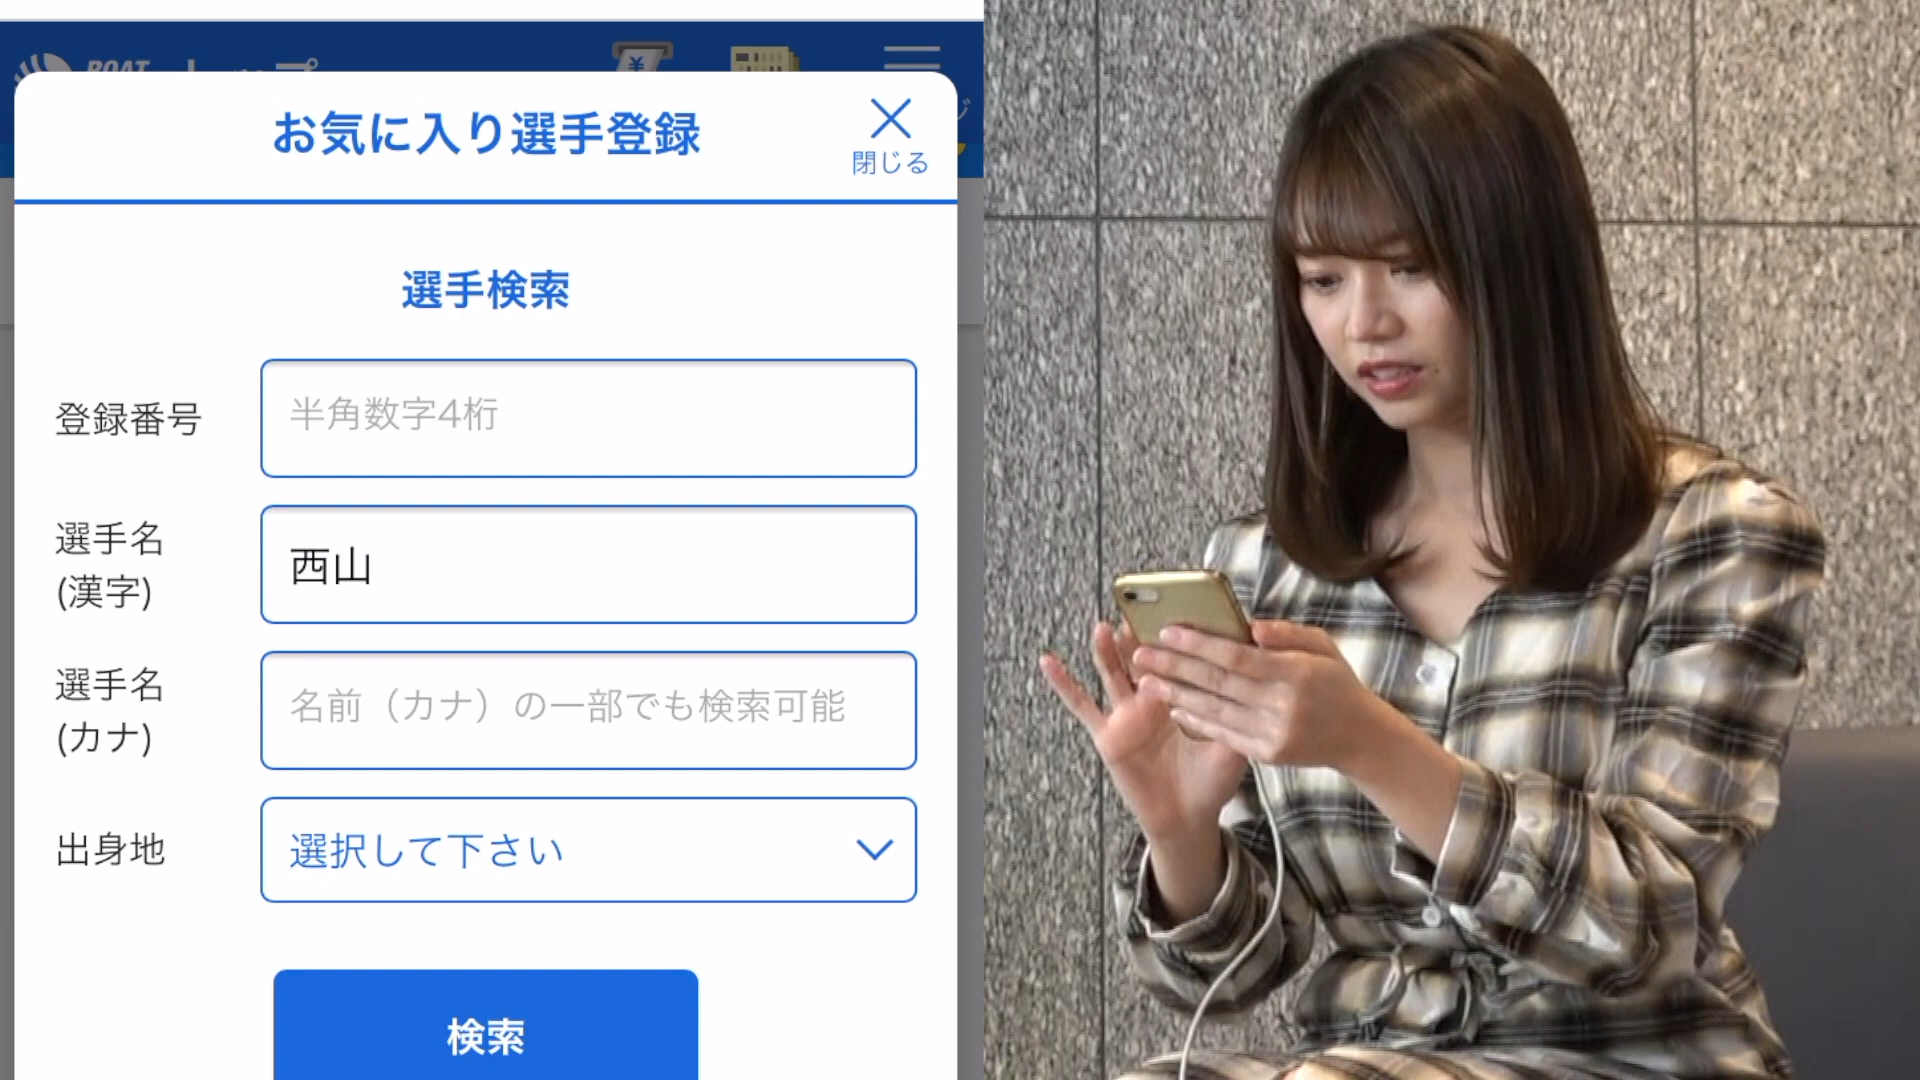 BOAT
お気に入り選手登録
閉じる
選手検索
登録番号
半角数字4桁
選手名
(漢字)
西山
選手名
(カナ)
名前（カナ）の一部でも検索可能
出身地
選択して下さい
検索